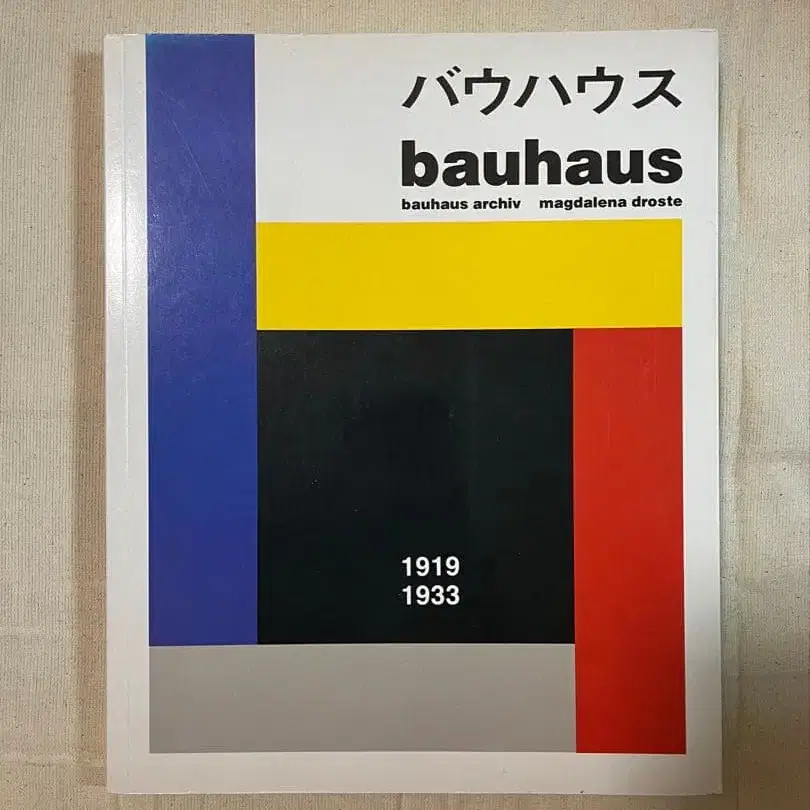 バウハウス
bauhaus
bauhaus archiv magdalena droste
1919
1933